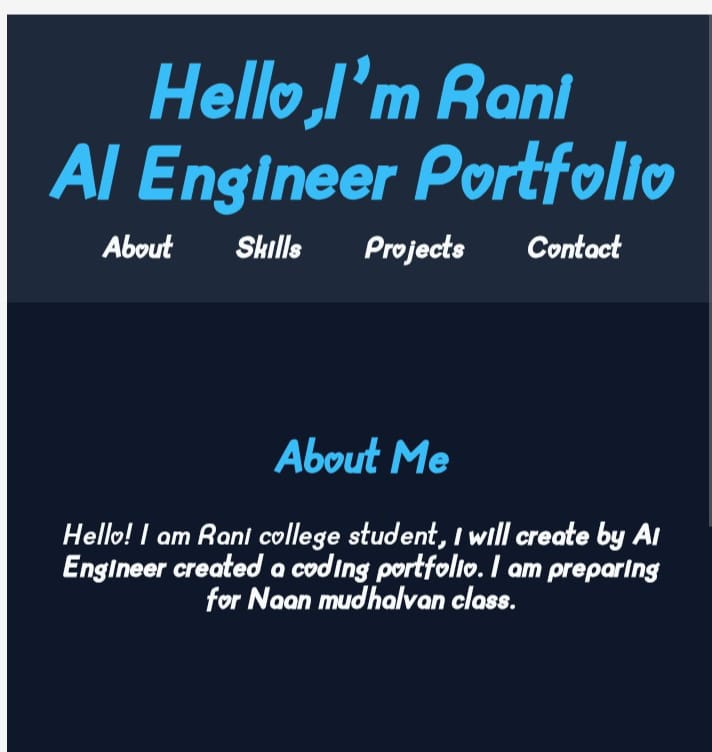 Hello,I'm Rani
AI Engineer Portfolio
About Skills Projects Contact
About Me
Hello! I am Rani college student, I will create by AI
Engineer created a coding portfolio. I am preparing
for Naan mudhalvan class.